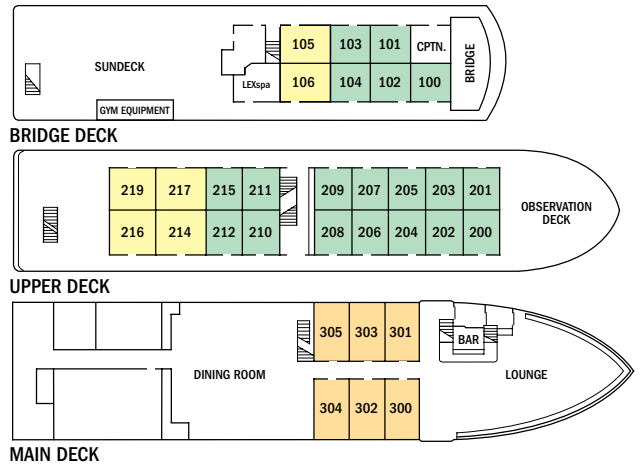 105 103 101 CPTN.
SUNDECK
BRIDGE
LEXspa 106 104 102 100
GYM EQUIPMENT
BRIDGE DECK
219 217 215 211 209 207 205 203 201
OBSERVATION
DECK
216 214 212 210 208 206 204 202 200
UPPER DECK
305 303 301
BAR
DINING ROOM LOUNGE
304 302 300
MAIN DECK